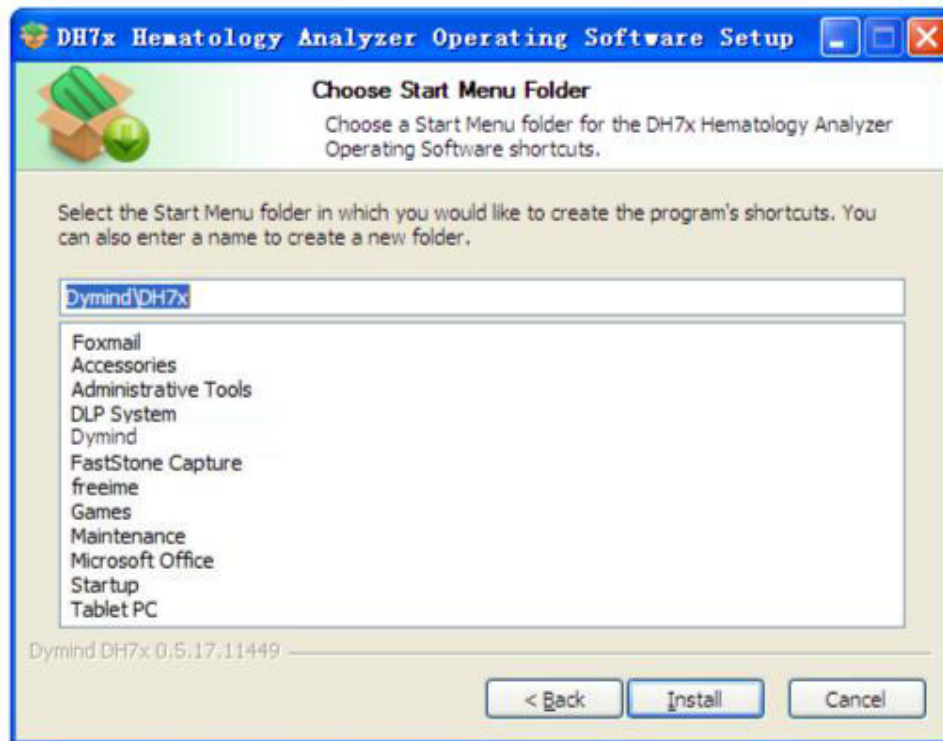 DH7x Hematology Analyzer Operating Software Setup
Choose Start Menu Folder
Choose a Start Menu folder for the DH7x Hematology Analyzer
Operating Software shortcuts.
Select the Start Menu folder in which you would like to create the program's shortcuts. You
can also enter a name to create a new folder.
Dymind\DH7x
Foxmail
Accessories
Administrative Tools
DLP System
Dymind
FastStone Capture
freeime
Games
Maintenance
Microsoft Office
Startup
Tablet PC
Dymind DH7x 0.5.17.11449
< Back
Install
Cancel